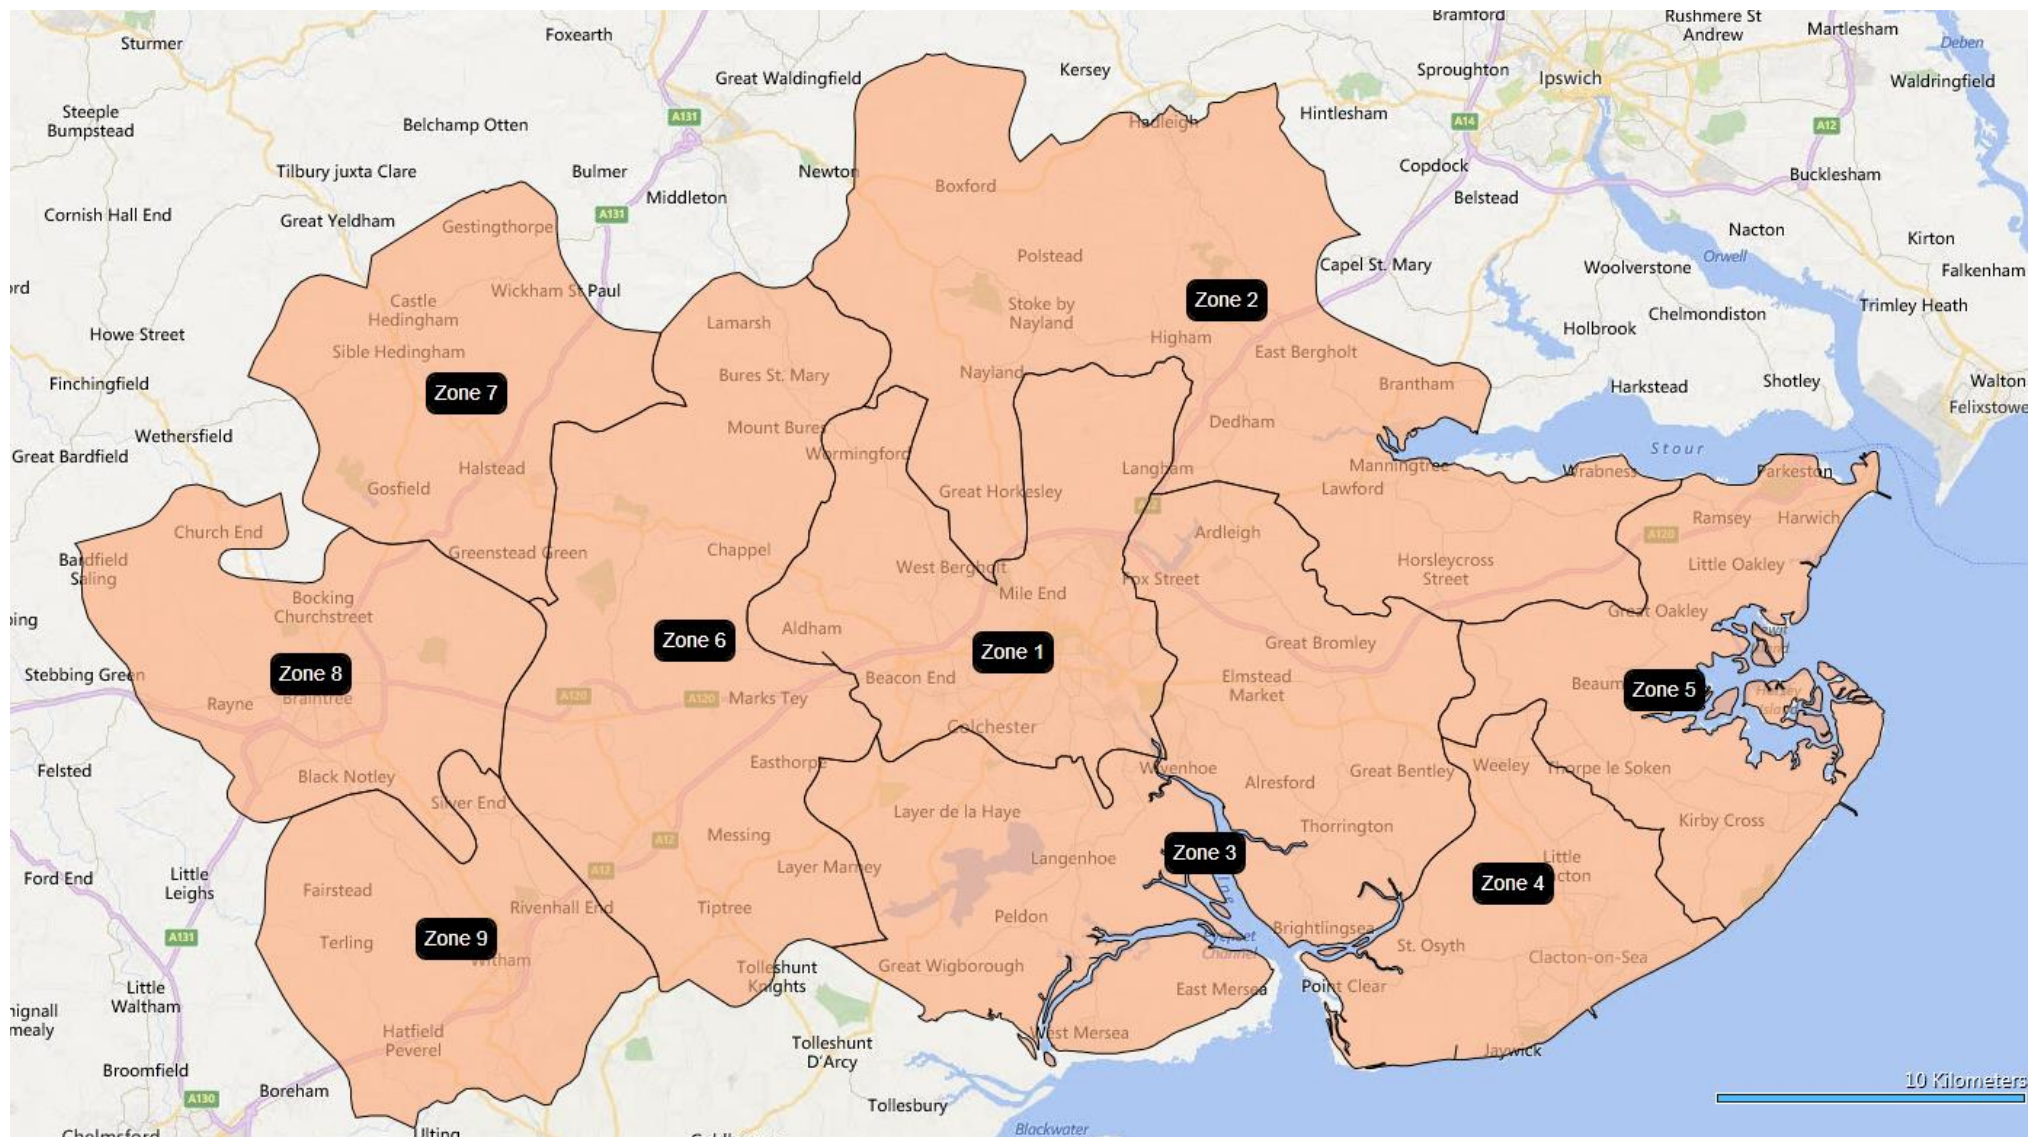 Sturmer
Foxearth
Bramford
Rushmere St
Andrew
Martlesham
Deben
Great Waldingfield
Kersey
Sproughton
Ipswich
Waldringfield
Steeple
Bumpstead
Belchamp Otten
A131
Hadleigh
Hintlesham
A14
A12
Tilbury juxta Clare
Bulmer
Newton
Boxford
Copdock
Bucklesham
Middleton
Belstead
Cornish Hall End
Great Yeldham
A131
Gestingthorpe
Nacton
Kirton
Polstead
Capel St. Mary
Woolverstone
Orwell
Falkenham
Wickham St Paul
Castle
Hedingham
Zone 2
Stoke by
Nayland
Trimley Heath
Howe Street
Lamarsh
Higham
Holbrook
Chelmondiston
Sible Hedingham
East Bergholt
Finchingfield
Zone 7
Bures St. Mary
Nayland
Brantham
Harkstead
Shotley
Walton
Felixstowe
Wethersfield
Mount Bures
Dedham
Great Bardfield
Wormingford
Stour
Halstead
Langham
Manningtree
Wrabness
Parkeston
Gosfield
Great Horkesley
Lawford
A12
Church End
Ramsey
Harwich
Ardleigh
A120
Bardfield
Saling
Greenstead Green
Chappel
West Bergholt
Fox Street
Horsleycross
Street
Little Oakley
Bocking
Churchstreet
Mile End
Great Oakley
Aldham
Zone 6
Zone 1
Great Bromley
Stebbing Green
Zone 8
Beacon End
Elmstead
Market
Zone 5
Rayne
Braintree
A120
A120
Marks Tey
Colchester
Felsted
Black Notley
Easthorpe
Wivenhoe
Alresford
Great Bentley
Weeley
Thorpe le Soken
Silver End
Layer de la Haye
Thorrington
Kirby Cross
A12
Messing
Ford End
Little
Leighs
A12
Layer Marney
Langenhoe
Zone 3
Zone 4
Fairstead
Rivenhall End
Tiptree
Peldon
Brightlingsea
A131
Terling
Zone 9
Witham
St. Osyth
Channel
Clacton-on-Sea
Tolleshunt
Knights
Great Wigborough
East Mersea
Point Clear
Little
Waltham
Hatfield
Peverel
West Mersea
Tolleshunt
D'Arcy
Jaywick
Broomfield
Boreham
A130
Tollesbury
10 Kilometers
Blackwater
Chelmsford
Ulting